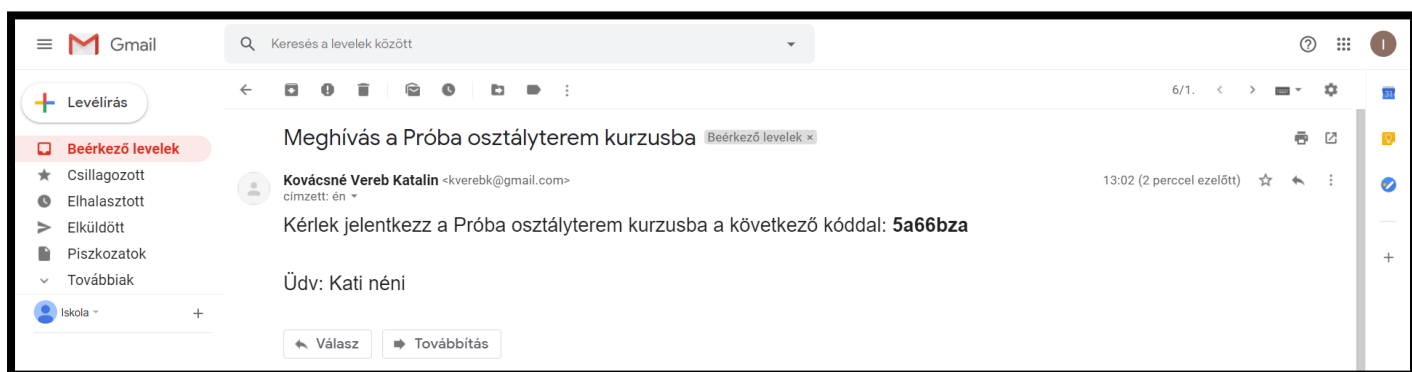 Gmail
Keresés a levelek között
I
Levélírás
6/1.
31
Meghívás a Próba osztályterem kurzusba Beérkező levelek ×
Beérkező levelek
Csillagozott
Kovácsné Vereb Katalin <kverebk@gmail.com>
13:02 (2 perccel ezelőtt)
címzett: én
Elhalasztott
Kérlek jelentkezz a Próba osztályterem kurzusba a következő kóddal: 5a66bza
Elküldött
Piszkozatok
Továbbiak
Üdv: Kati néni
Iskola
+
Válasz
Továbbítás